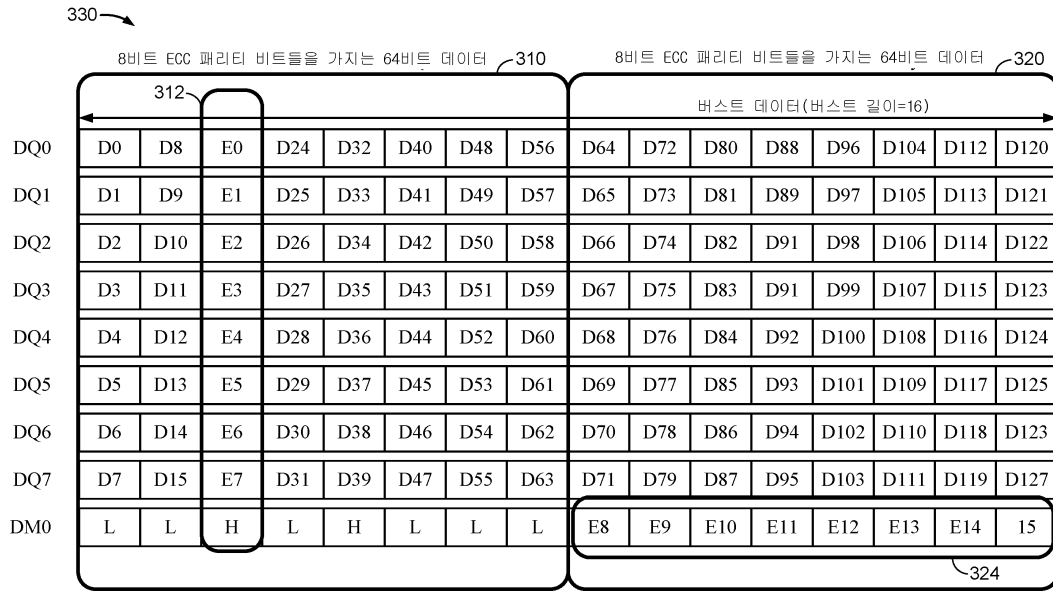 330
8비트 ECC 패리티 비트들을 가지는 64비트 데이터 310 8비트 ECC 패리티 비트들을 가지는 64비트 데이터 320
312 버스트 데이터(버스트 길이=16)
DQ0 D0 D8 E0 D24 D32 D40 D48 D56 D64 D72 D80 D88 D96 D104 D112 D120
DQ1 D1 D9 E1 D25 D33 D41 D49 D57 D65 D73 D81 D89 D97 D105 D113 D121
DQ2 D2 D10 E2 D26 D34 D42 D50 D58 D66 D74 D82 D91 D98 D106 D114 D122
DQ3 D3 D11 E3 D27 D35 D43 D51 D59 D67 D75 D83 D91 D99 D107 D115 D123
DQ4 D4 D12 E4 D28 D36 D44 D52 D60 D68 D76 D84 D92 D100 D108 D116 D124
DQ5 D5 D13 E5 D29 D37 D45 D53 D61 D69 D77 D85 D93 D101 D109 D117 D125
DQ6 D6 D14 E6 D30 D38 D46 D54 D62 D70 D78 D86 D94 D102 D110 D118 D123
DQ7 D7 D15 E7 D31 D39 D47 D55 D63 D71 D79 D87 D95 D103 D111 D119 D127
DM0 L L H L H L L L E8 E9 E10 E11 E12 E13 E14 15
324